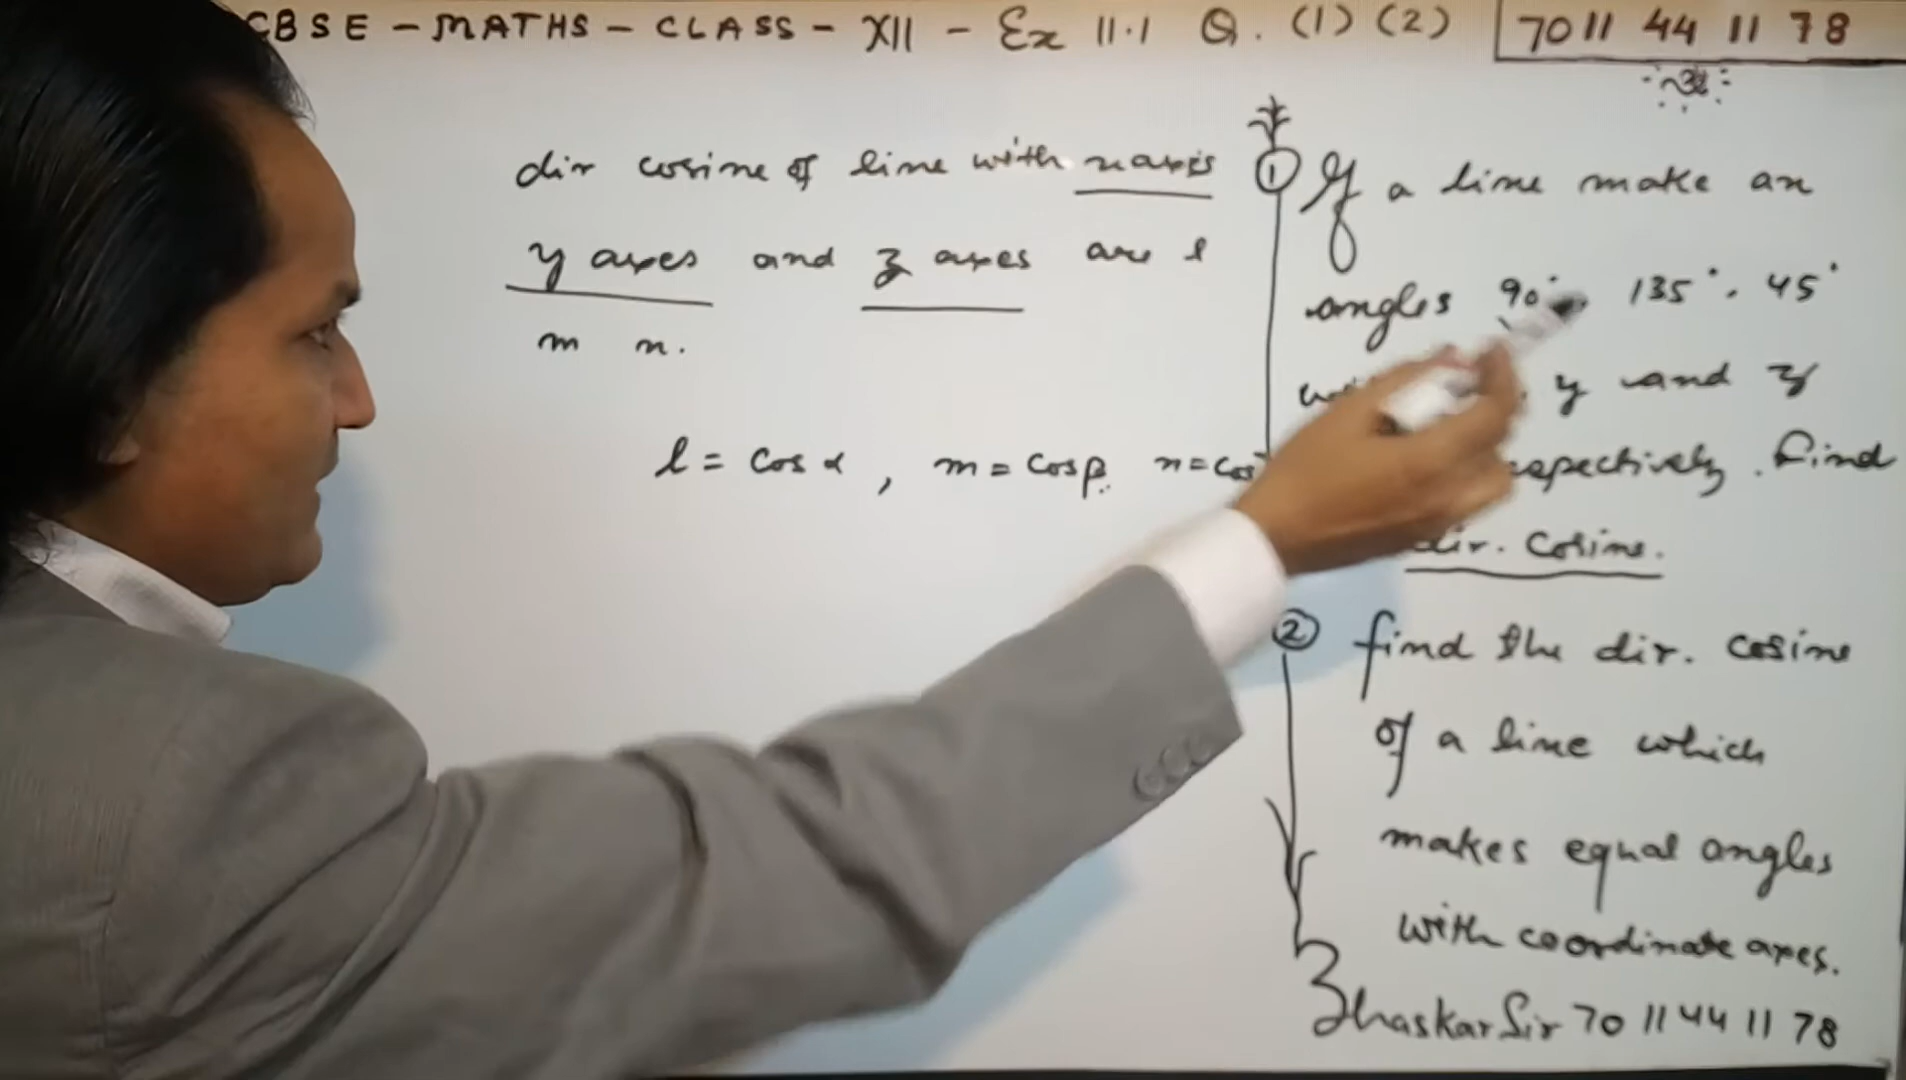 CBSE - MATHS - CLASS - XII - Ex 11.1 Q. (1) (2)
70 11 44 11 78
dir cosine of line with x axis
y axes and z axes are l
m n.
l = cos α , m = cos β n = cos
① If a line make an
angles 90°, 135°, 45°
y and z
respectively. Find
dir. Cosine.
② find the dir. cosine
of a line which
makes equal angles
with coordinate axes.
Bhaskar Sir 70 11 44 11 78